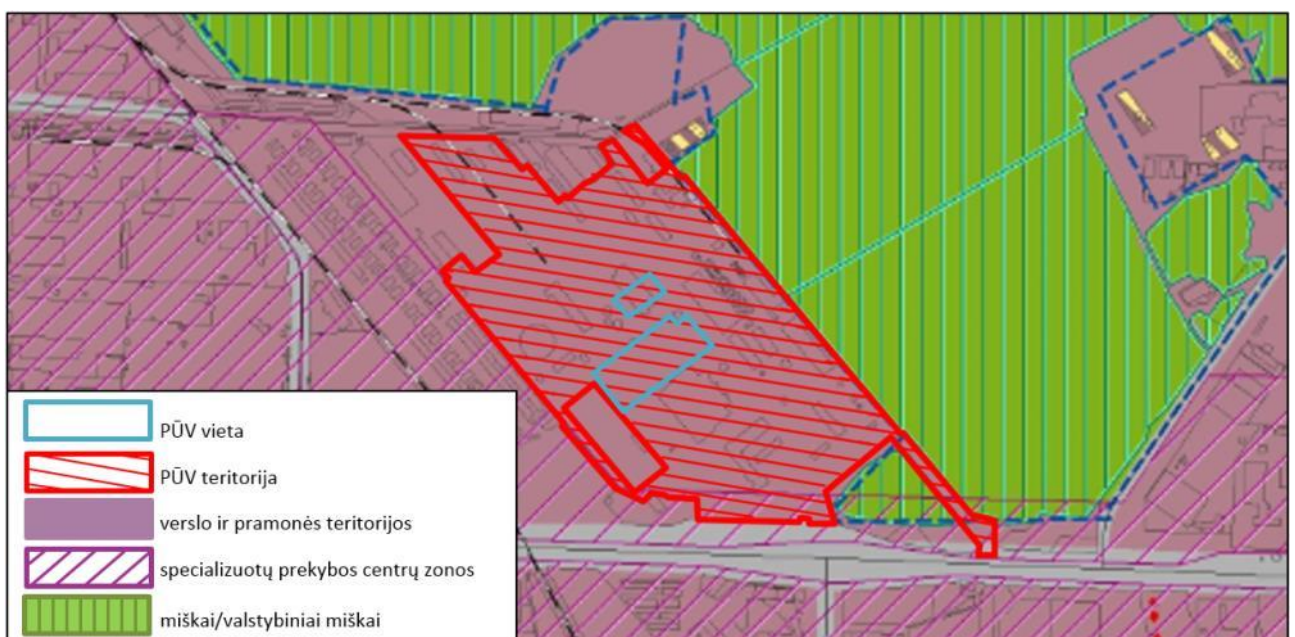 PŪV vieta
PŪV teritorija
verslo ir pramonės teritorijos
specializuotų prekybos centrų zonos
miškai/valstybiniai miškai